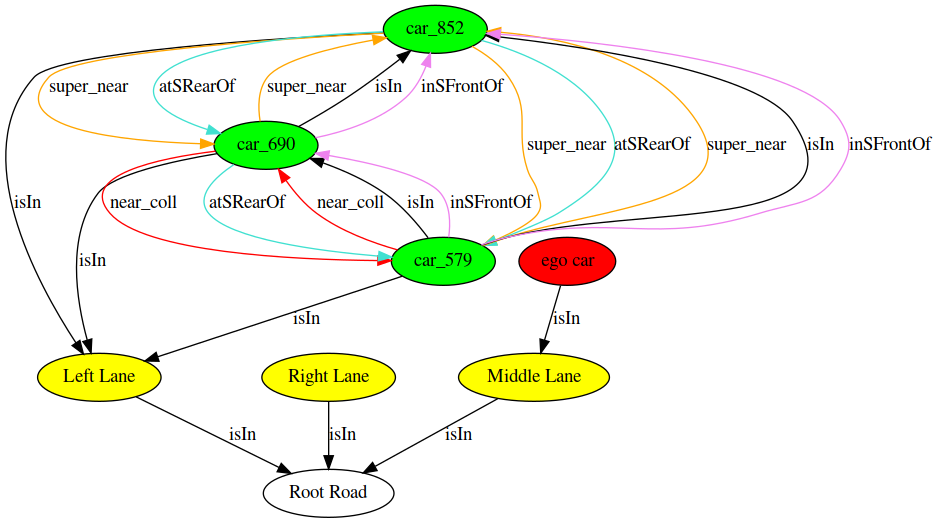 car_852
super_near
atSRearOf
super_near
isIn
inSFrontOf
car_690
super_near
atSRearOf
super_near
isIn
inSFrontOf
isIn
near_coll
atSRearOf
near_coll
isIn
inSFrontOf
isIn
car_579
ego car
isIn
isIn
Left Lane
Right Lane
Middle Lane
isIn
isIn
isIn
Root Road